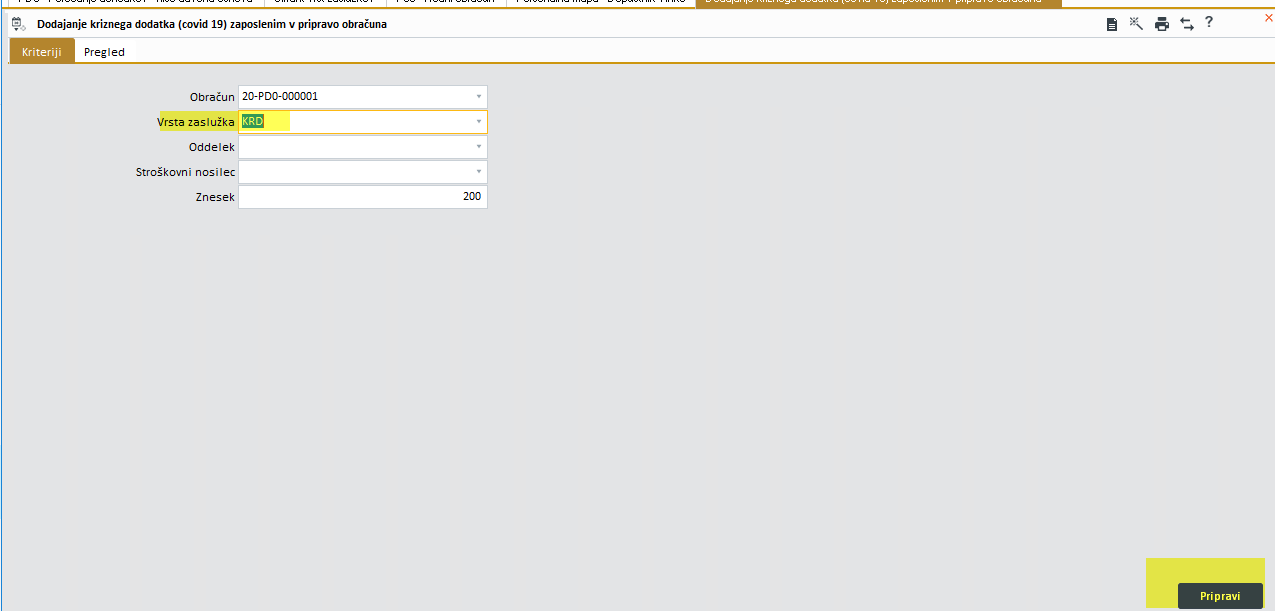 Dodajanje kriznega dodatka (covid 19) zaposlenim v pripravo obračuna
?
Kriteriji Pregled
Obračun 20-PD0-000001
Vrsta zaslužka KRD
Oddelek
Stroškovni nosilec
Znesek 200
Pripravi